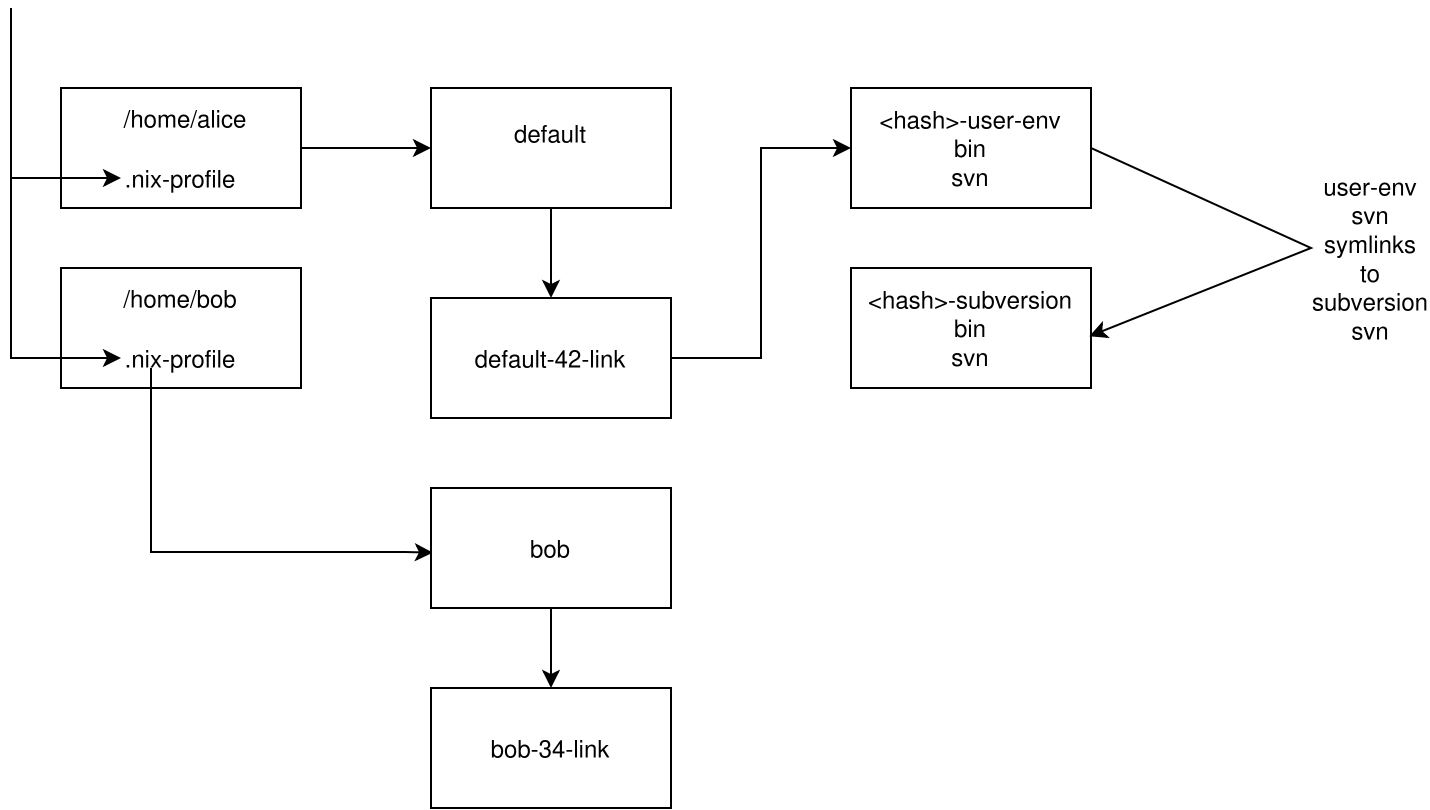 /home/alice
.nix-profile
default
<hash>-user-env
bin
svn
user-env
svn
symlinks
to
subversion
svn
/home/bob
.nix-profile
default-42-link
<hash>-subversion
bin
svn
bob
bob-34-link